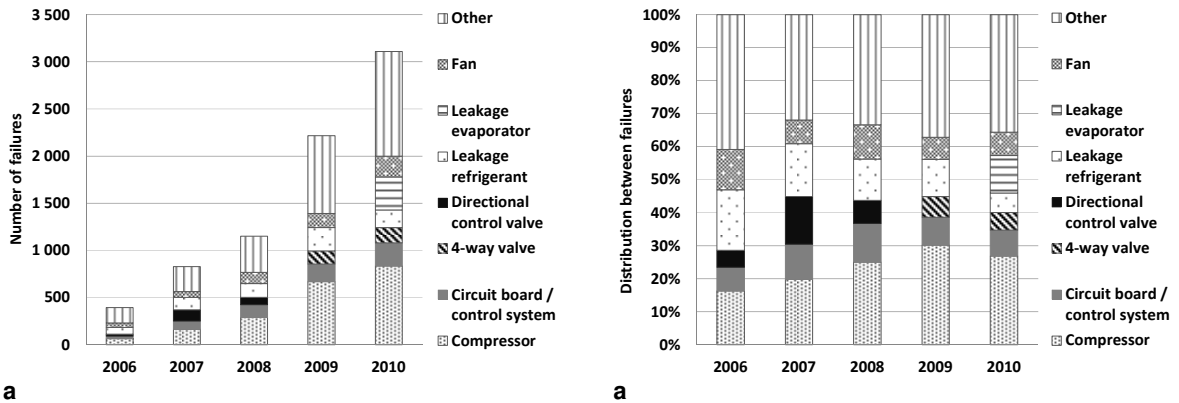 Number of failures
3 500
3 000
2 500
2 000
1 500
1 000
500
0
2006
2007
2008
2009
2010
Other
Fan
Leakage
evaporator
Leakage
refrigerant
Directional
control valve
4-way valve
Circuit board /
control system
Compressor
a
Distribution between failures
100%
90%
80%
70%
60%
50%
40%
30%
20%
10%
0%
2006
2007
2008
2009
2010
Other
Fan
Leakage
evaporator
Leakage
refrigerant
Directional
control valve
4-way valve
Circuit board /
control system
Compressor
a